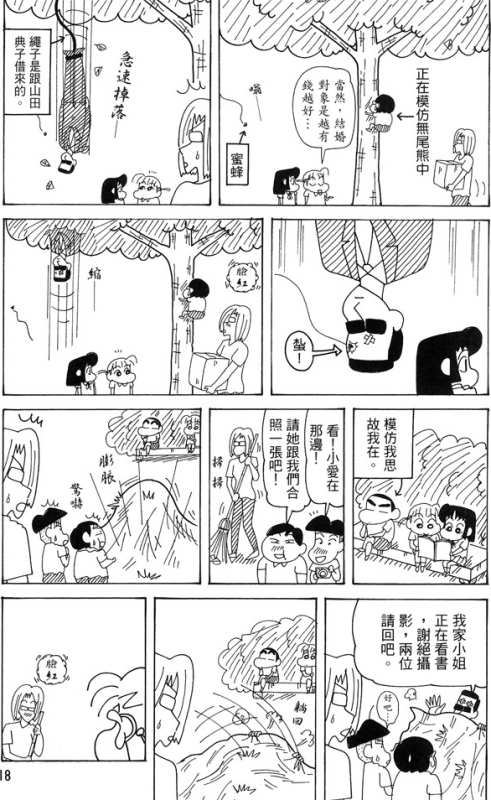 正在模仿無尾熊中
當然，結婚
對象是越有
錢越好…
嗡
蜜蜂
急速掉落
繩子是跟山田
典子借來的。
螫！
臉紅
縮
模仿我思
故我在。
看！小愛在
那邊！
請她跟我們合
照一張吧！
掃掃
膨脹
驚嚇
我家小姐
正在看書
，謝絕攝
影，兩位
請回吧。
好吧…
躺回
臉紅
18